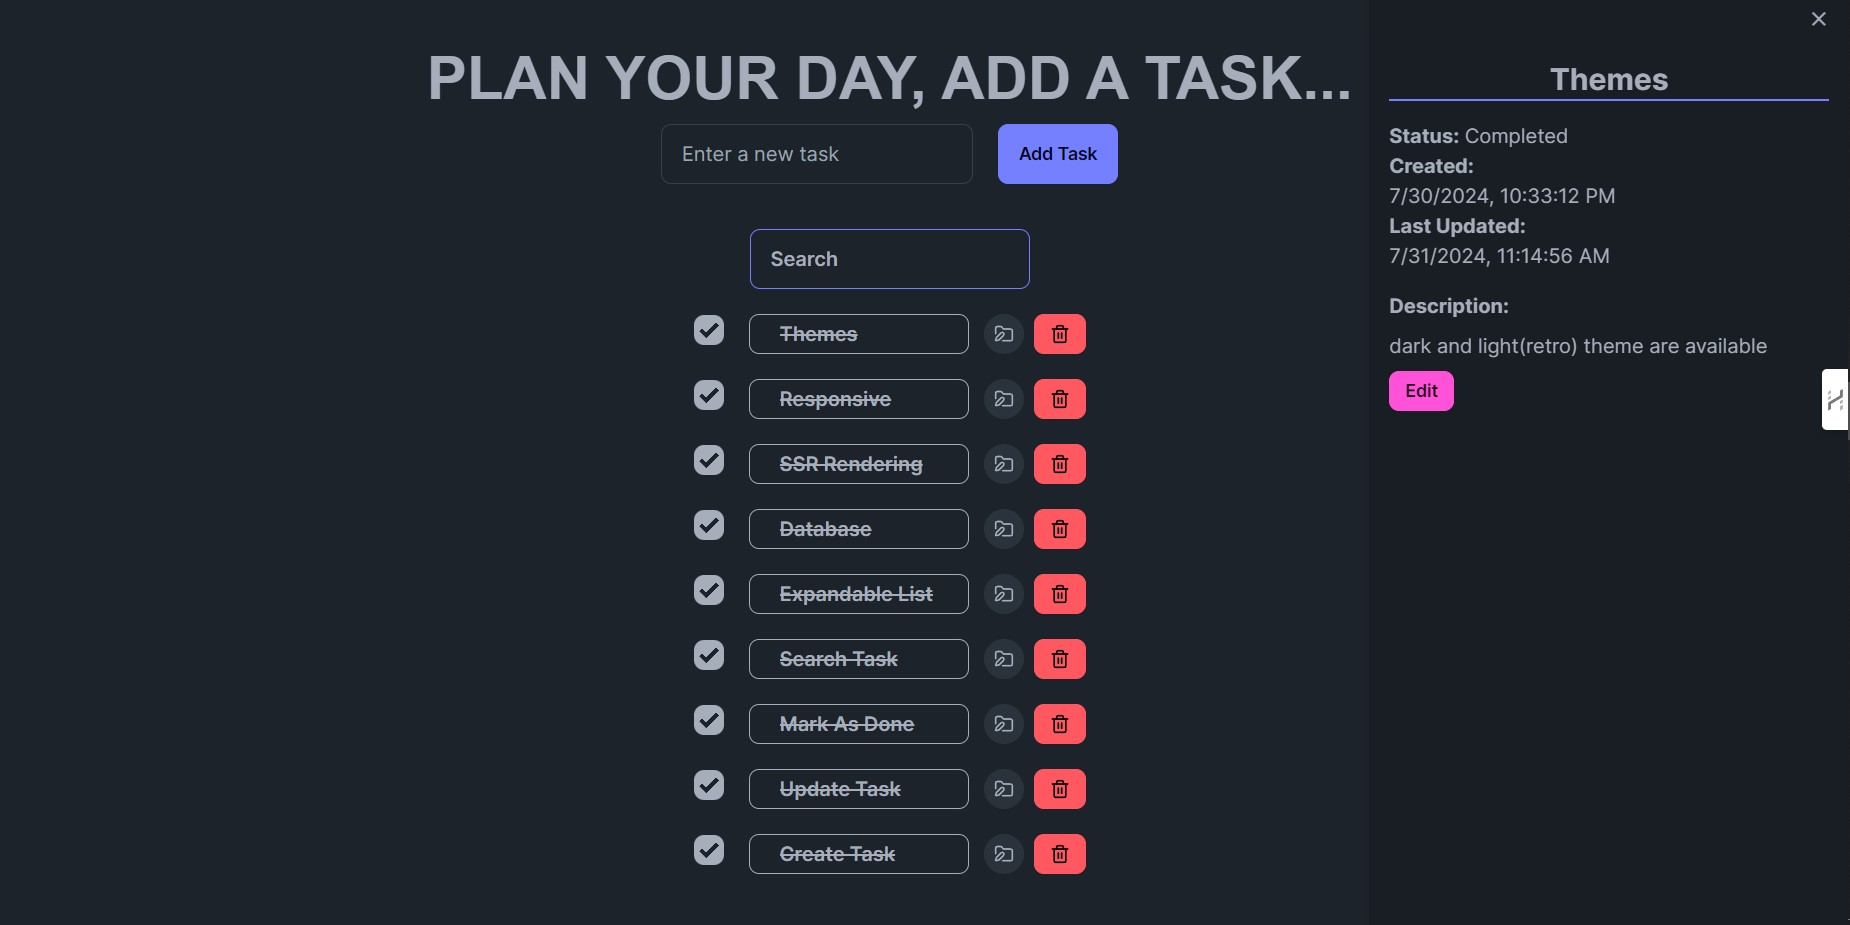 PLAN YOUR DAY, ADD A TASK...
Enter a new task
Add Task
Search
Themes
Responsive
SSR Rendering
Database
Expandable List
Search Task
Mark As Done
Update Task
Create Task
Themes
Status: Completed
Created:
7/30/2024, 10:33:12 PM
Last Updated:
7/31/2024, 11:14:56 AM
Description:
dark and light(retro) theme are available
Edit